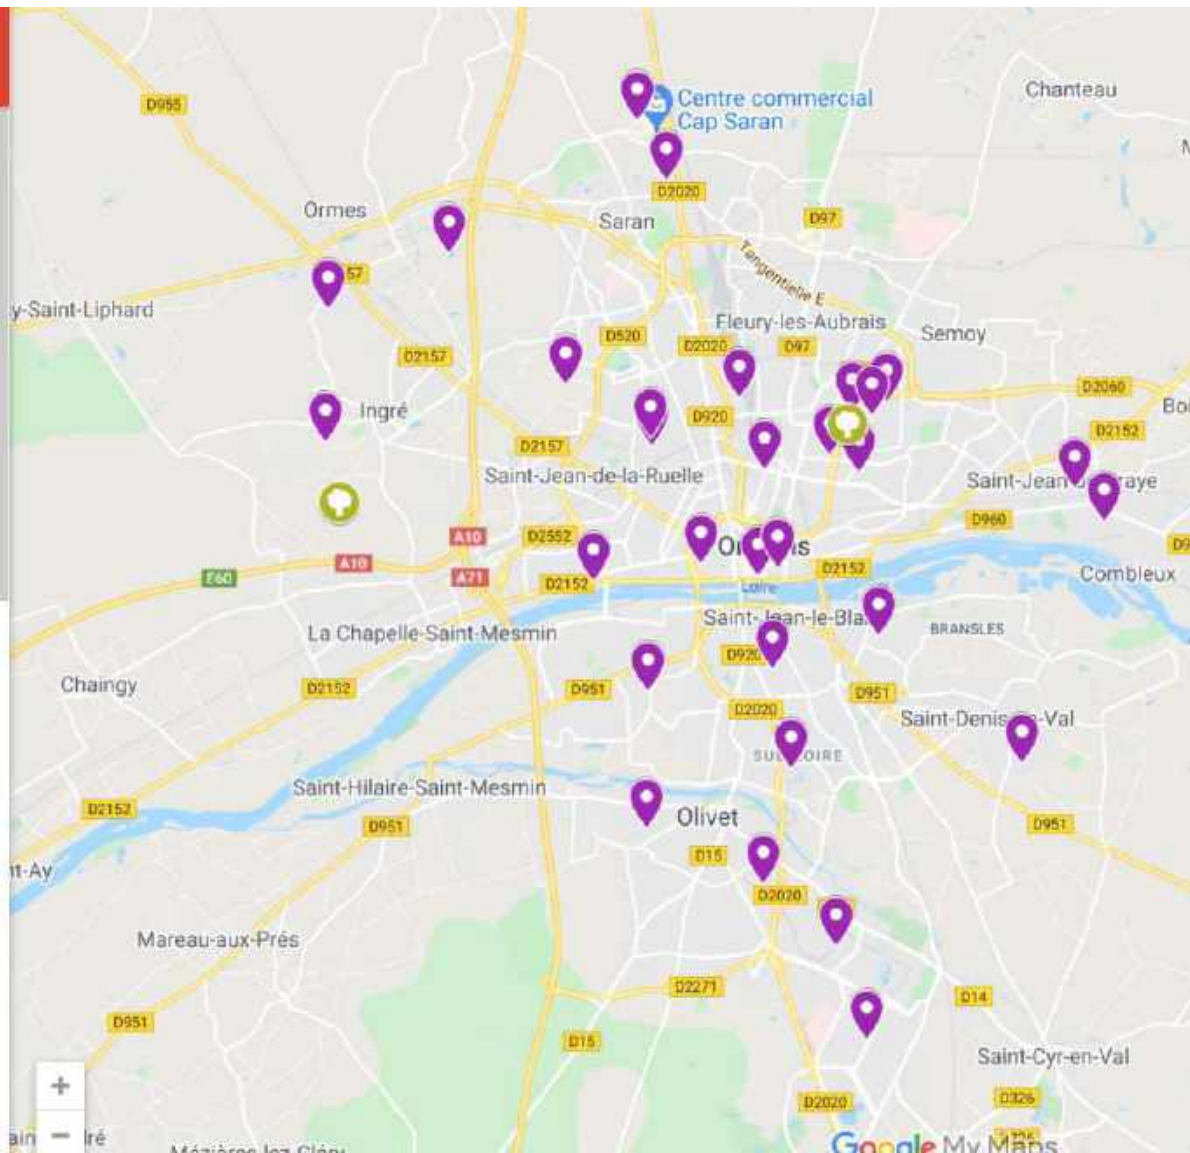 Chanteau
D955
Centre commercial
Cap Saran
D2020
Ormes
Saran
D97
Tangentielle E
57
y-Saint-Liphard
Fleury-les-Aubrais
Semoy
D520
D2020
D97
D2157
D2060
Ingré
D920
D2152
D2157
Saint-Jean-de-la-Ruelle
D960
A10
D2552
A10
E60
A71
D2152
D2152
Combleux
Loire
La Chapelle-Saint-Mesmin
Saint-Jean-le-Bla
BRANSLES
D920
Chaingy
D2152
D951
D951
D2020
Saint-Denis
Val
Saint-Hilaire-Saint-Mesmin
D2152
D951
Olivet
D951
D15
D2020
Mareau-aux-Prés
D2271
D14
D951
D15
Saint-Cyr-en-Val
+
D326
D2020
−
Google My Maps